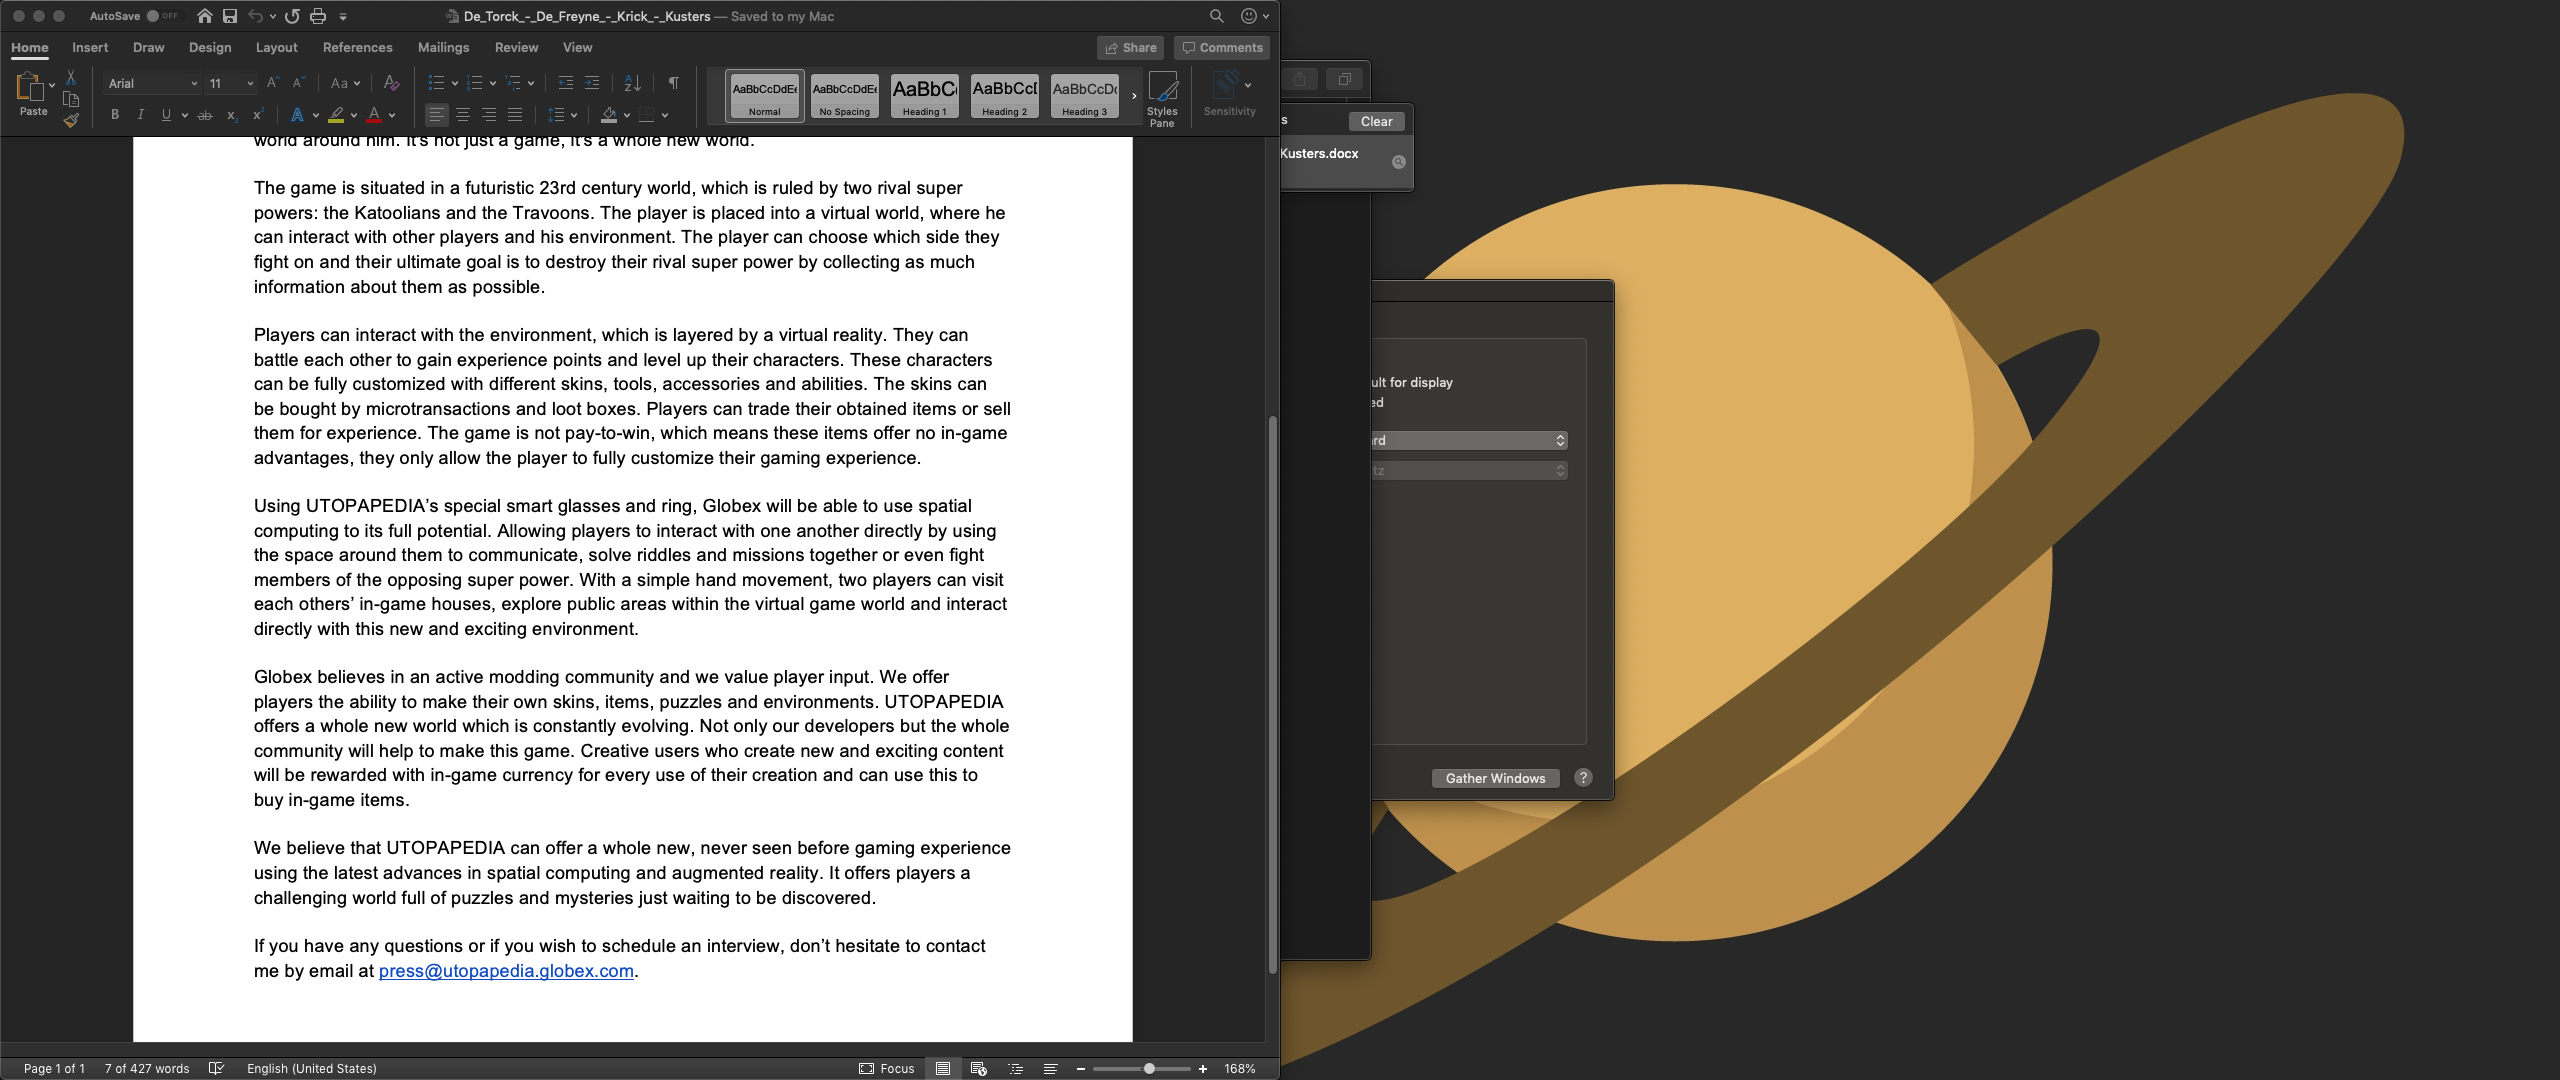 AutoSave OFF
De_Torck_-_De_Freyne_-_Krick_-_Kusters — Saved to my Mac
Home Insert Draw Design Layout References Mailings Review View
Share Comments
Paste
Arial 11
Aa
B I U ab x₂ x² A A
AaBbCcDdEe AaBbCcDdEe AaBbC AaBbCcD AaBbCcDc
Normal No Spacing Heading 1 Heading 2 Heading 3
Styles Pane
Sensitivity
world around him. It's not just a game, it's a whole new world.
The game is situated in a futuristic 23rd century world, which is ruled by two rival super
powers: the Katoolians and the Travoons. The player is placed into a virtual world, where he
can interact with other players and his environment. The player can choose which side they
fight on and their ultimate goal is to destroy their rival super power by collecting as much
information about them as possible.
Players can interact with the environment, which is layered by a virtual reality. They can
battle each other to gain experience points and level up their characters. These characters
can be fully customized with different skins, tools, accessories and abilities. The skins can
be bought by microtransactions and loot boxes. Players can trade their obtained items or sell
them for experience. The game is not pay-to-win, which means these items offer no in-game
advantages, they only allow the player to fully customize their gaming experience.
Using UTOPAPEDIA’s special smart glasses and ring, Globex will be able to use spatial
computing to its full potential. Allowing players to interact with one another directly by using
the space around them to communicate, solve riddles and missions together or even fight
members of the opposing super power. With a simple hand movement, two players can visit
each others’ in-game houses, explore public areas within the virtual game world and interact
directly with this new and exciting environment.
Globex believes in an active modding community and we value player input. We offer
players the ability to make their own skins, items, puzzles and environments. UTOPAPEDIA
offers a whole new world which is constantly evolving. Not only our developers but the whole
community will help to make this game. Creative users who create new and exciting content
will be rewarded with in-game currency for every use of their creation and can use this to
buy in-game items.
We believe that UTOPAPEDIA can offer a whole new, never seen before gaming experience
using the latest advances in spatial computing and augmented reality. It offers players a
challenging world full of puzzles and mysteries just waiting to be discovered.
If you have any questions or if you wish to schedule an interview, don’t hesitate to contact
me by email at press@utopapedia.globex.com.
Page 1 of 1 7 of 427 words English (United States)
Focus 168%
s Clear
Kusters.docx
ult for display
ed
rd
tz
Gather Windows ?